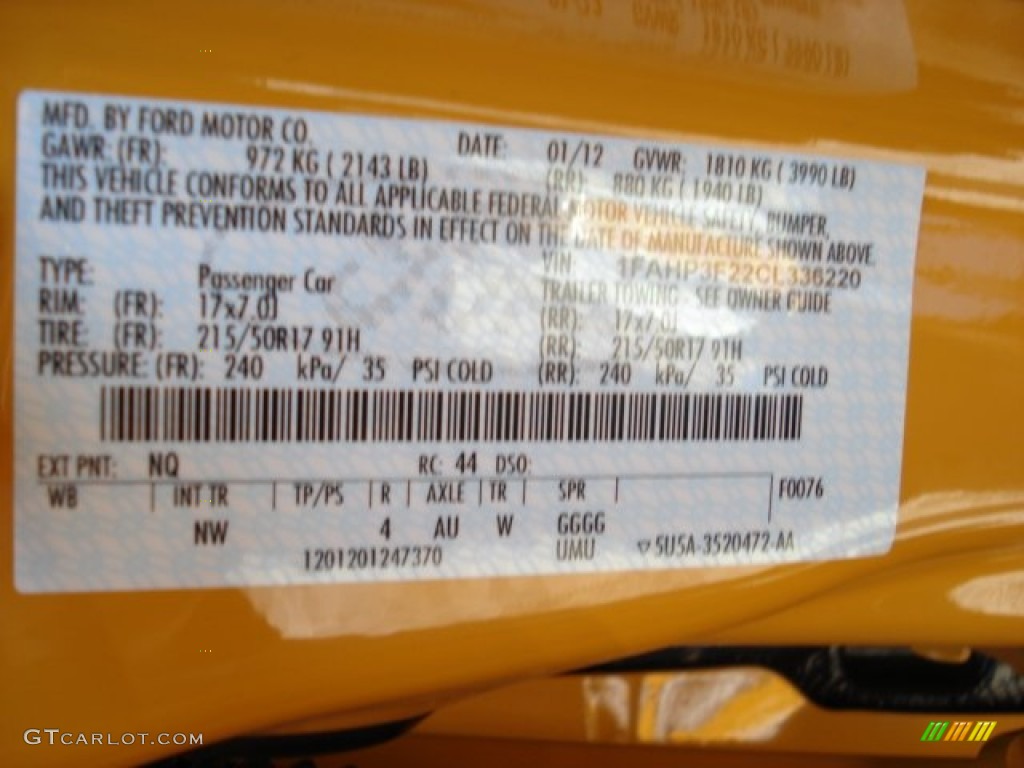 MFD. BY FORD MOTOR CO.
DATE: 01/12 GVWR: 1810 KG ( 3990 LB)
GAWR: (FR): 972 KG ( 2143 LB) (RR): 880 KG ( 1940 LB)
THIS VEHICLE CONFORMS TO ALL APPLICABLE FEDERAL MOTOR VEHICLE SAFETY, BUMPER,
AND THEFT PREVENTION STANDARDS IN EFFECT ON THE DATE OF MANUFACTURE SHOWN ABOVE.
VIN: 1FAHP3F22CL336220
TYPE: Passenger Car TRAILER TOWING - SEE OWNER GUIDE
RIM: (FR): 17x7.0J (RR): 17x7.0J
TIRE: (FR): 215/50R17 91H (RR): 215/50R17 91H
PRESSURE: (FR): 240 kPa/ 35 PSI COLD (RR): 240 kPa/ 35 PSI COLD
EXT PNT: NQ RC: 44 DSO:
WB | INT TR | TP/PS | R | AXLE | TR | SPR | F0076
NW 4 AU W GGGG
1201201247370 UMU ▽ 5U5A-3520472-AA
GTCARLOT.COM